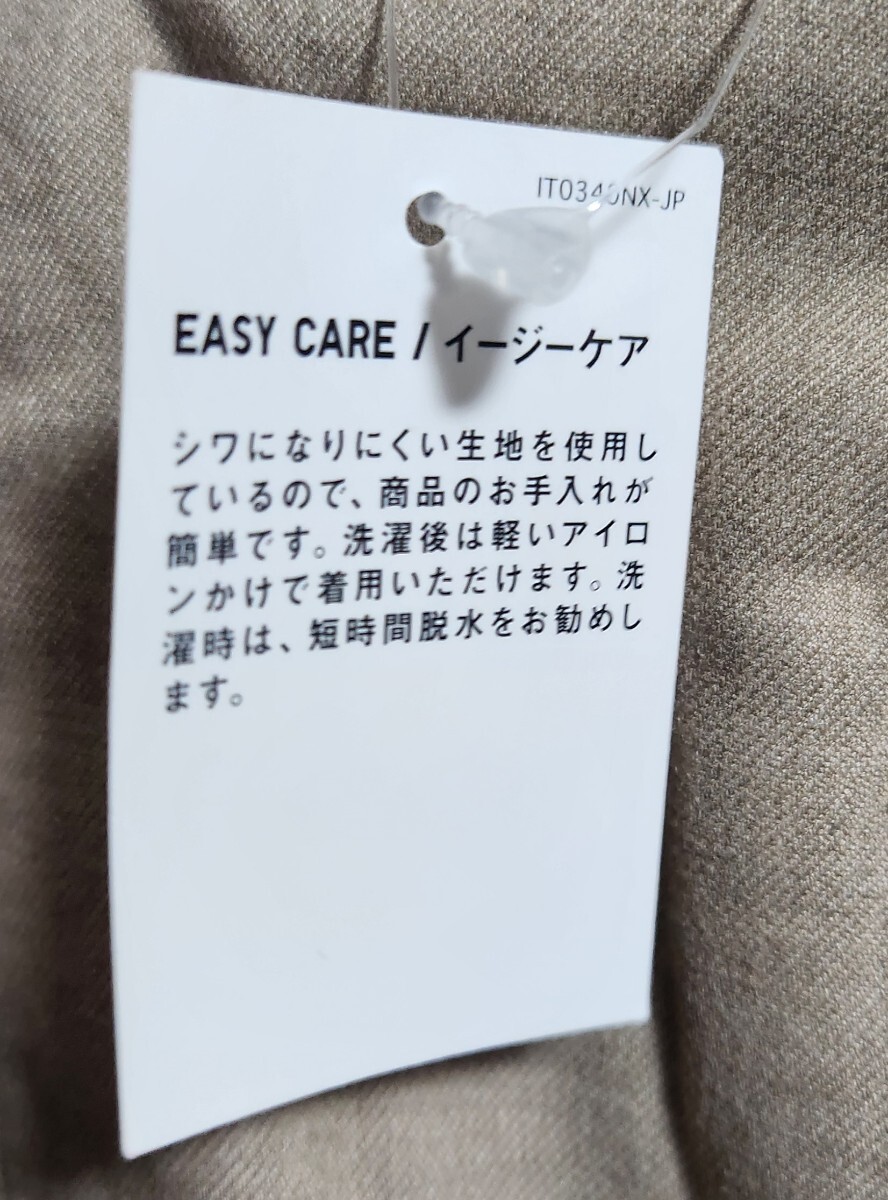 EASY CARE / イージーケア
シワになりにくい生地を使用し
ているので、商品のお手入れが
簡単です。洗濯後は軽いアイロ
ンかけで着用いただけます。洗
濯時は、短時間脱水をお勧めし
ます。